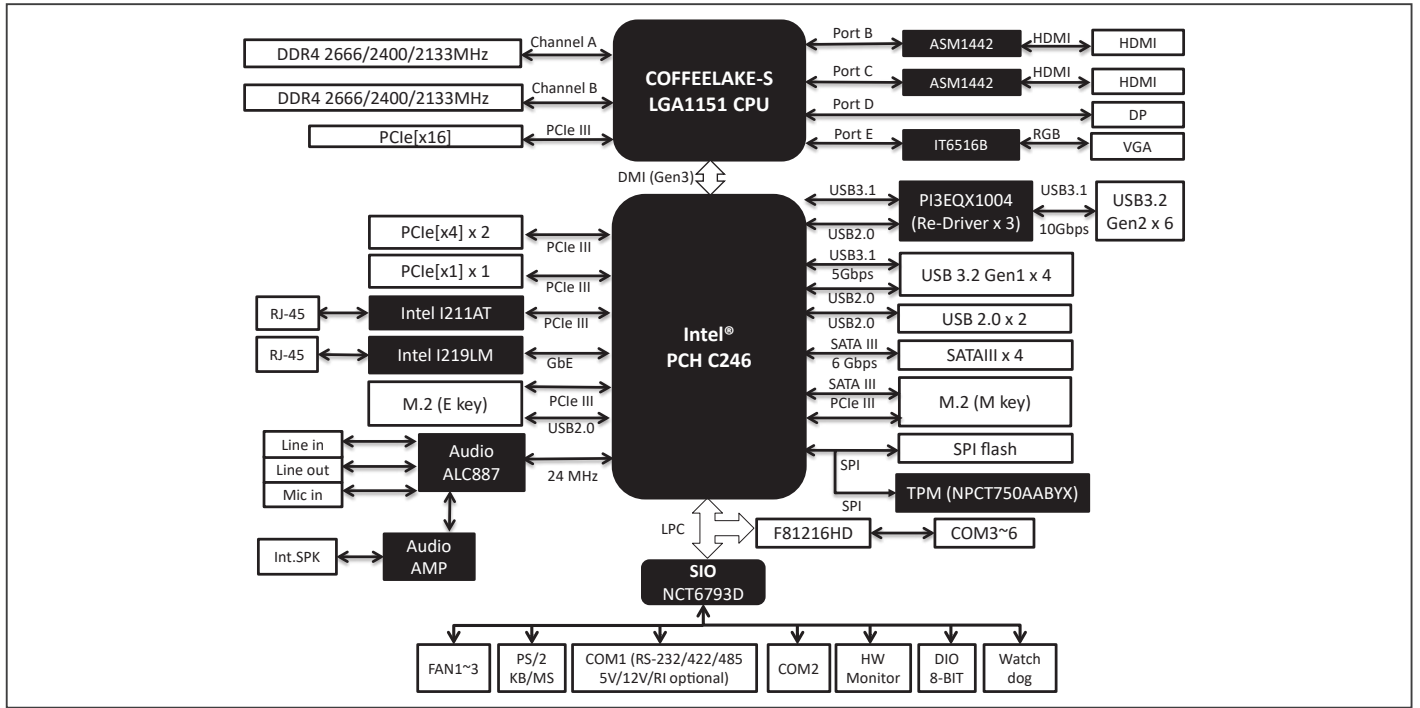 DDR4 2666/2400/2133MHz
Channel A
DDR4 2666/2400/2133MHz
Channel B
PCIe[x16]
PCIe III
COFFEELAKE-S
LGA1151 CPU
Port B
ASM1442
HDMI
HDMI
Port C
ASM1442
HDMI
HDMI
Port D
DP
Port E
IT6516B
RGB
VGA
DMI (Gen3)
PCIe[x4] x 2
PCIe III
PCIe[x1] x 1
PCIe III
RJ-45
Intel I211AT
PCIe III
RJ-45
Intel I219LM
GbE
M.2 (E key)
PCIe III
USB2.0
Line in
Line out
Mic in
Audio
ALC887
24 MHz
Int.SPK
Audio
AMP
Intel®
PCH C246
USB3.1
USB2.0
PI3EQX1004
(Re-Driver x 3)
USB3.1
10Gbps
USB3.2
Gen2 x 6
USB3.1
5Gbps
USB2.0
USB 3.2 Gen1 x 4
USB2.0
USB 2.0 x 2
SATA III
6 Gbps
SATAIII x 4
SATA III
PCIe III
M.2 (M key)
SPI flash
SPI
SPI
TPM (NPCT750AABYX)
LPC
F81216HD
COM3~6
SIO
NCT6793D
FAN1~3
PS/2
KB/MS
COM1 (RS-232/422/485
5V/12V/RI optional)
COM2
HW
Monitor
DIO
8-BIT
Watch
dog